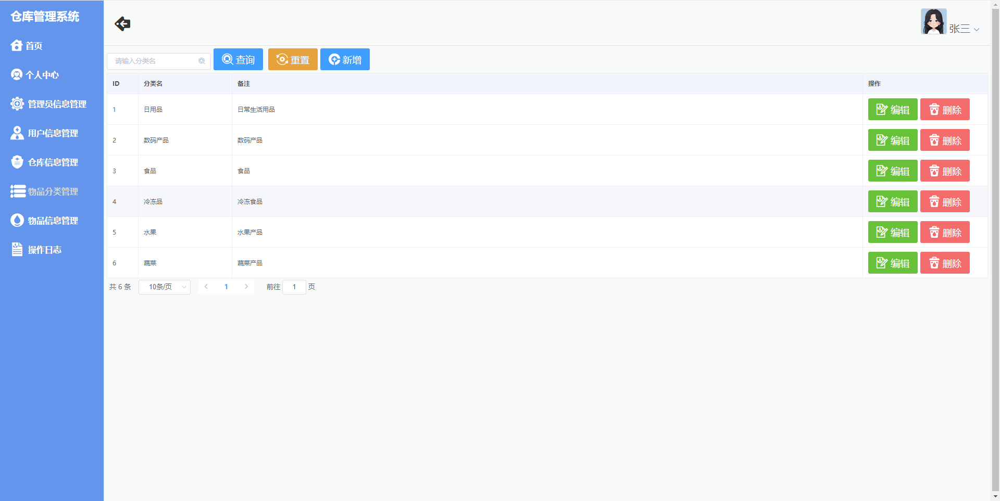 仓库管理系统
首页
个人中心
管理员信息管理
用户信息管理
仓库信息管理
物品分类管理
物品信息管理
操作日志
张三
请输入分类名 查询 重置 新增
ID 分类名 备注 操作
1 日用品 日常生活用品 编辑 删除
2 数码产品 数码产品 编辑 删除
3 食品 食品 编辑 删除
4 冷冻品 冷冻食品 编辑 删除
5 水果 水果产品 编辑 删除
6 蔬菜 蔬菜产品 编辑 删除
共 6 条 10条/页 1 前往 1 页